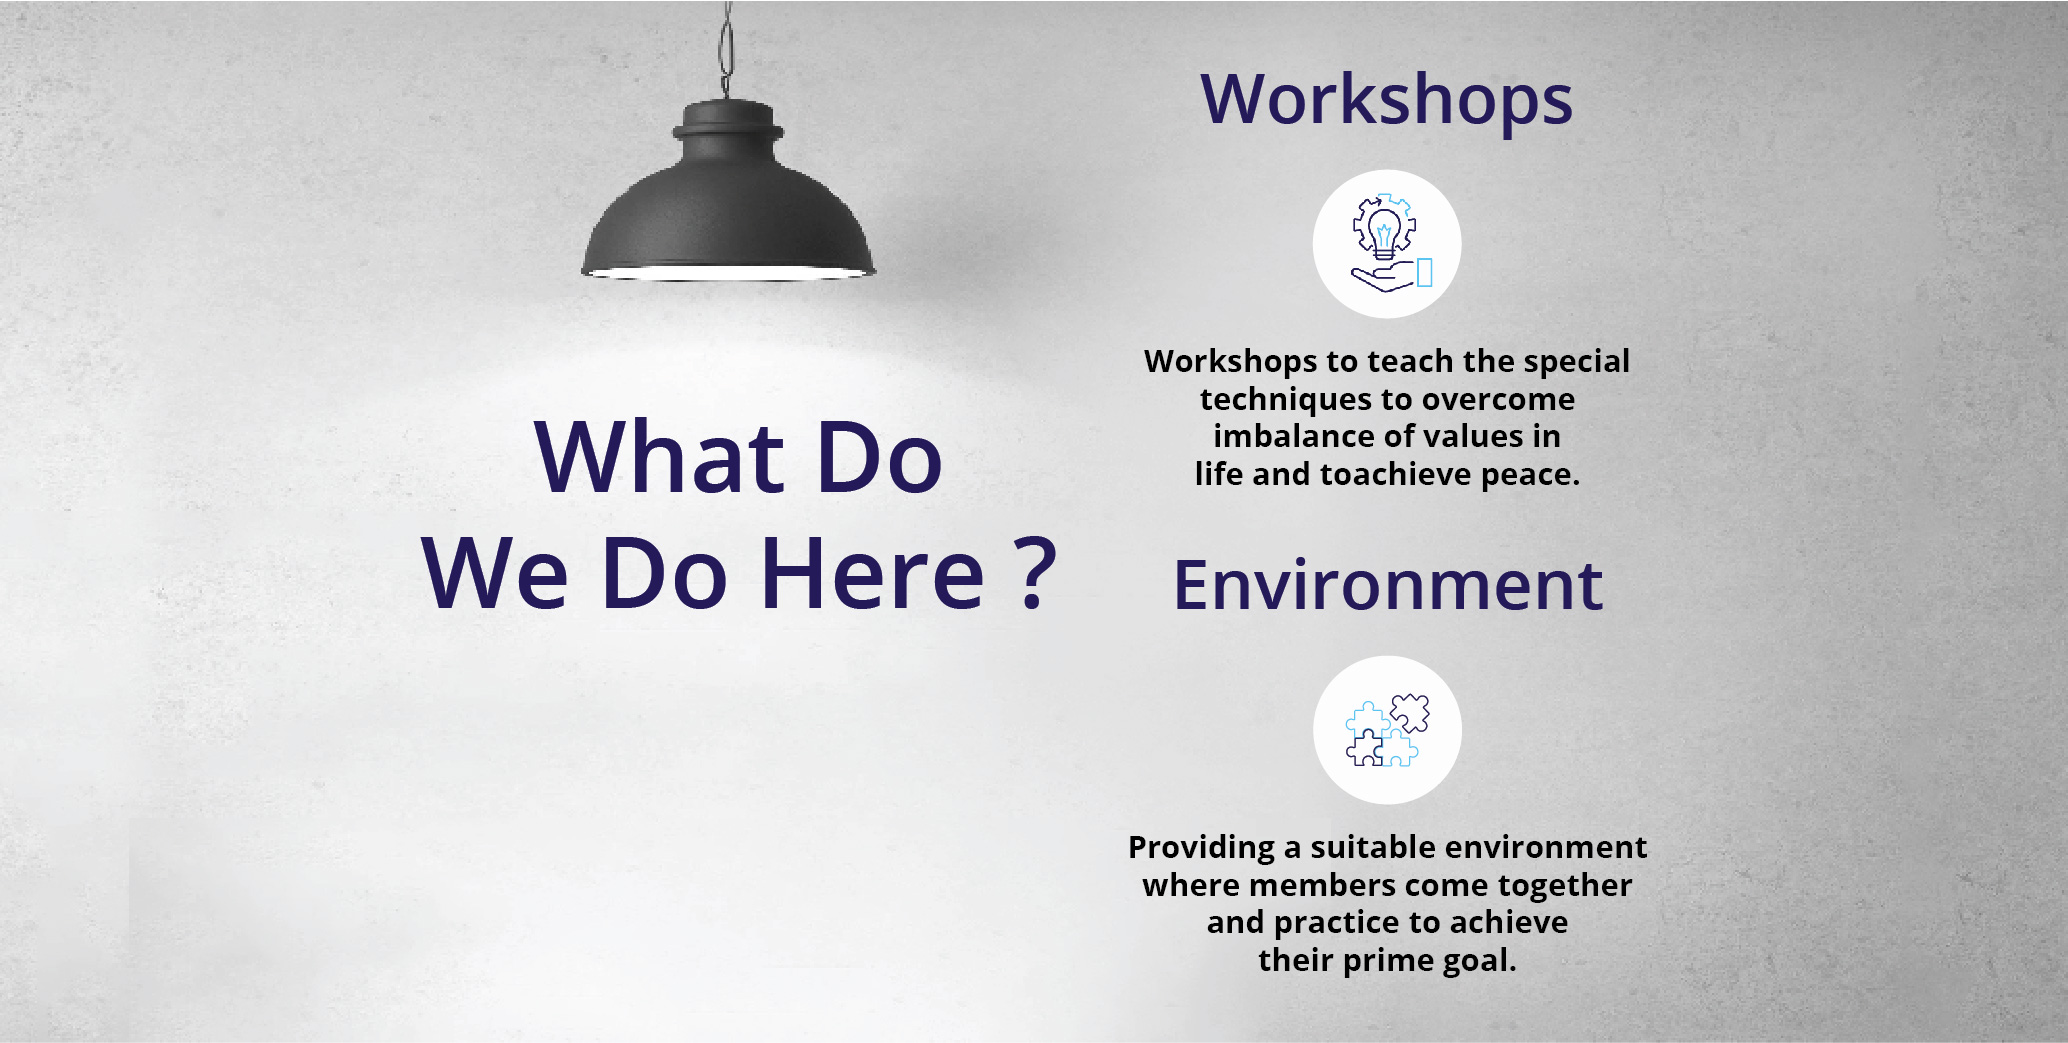 What Do
We Do Here ?
Workshops
Workshops to teach the special
techniques to overcome
imbalance of values in
life and toachieve peace.
Environment
Providing a suitable environment
where members come together
and practice to achieve
their prime goal.